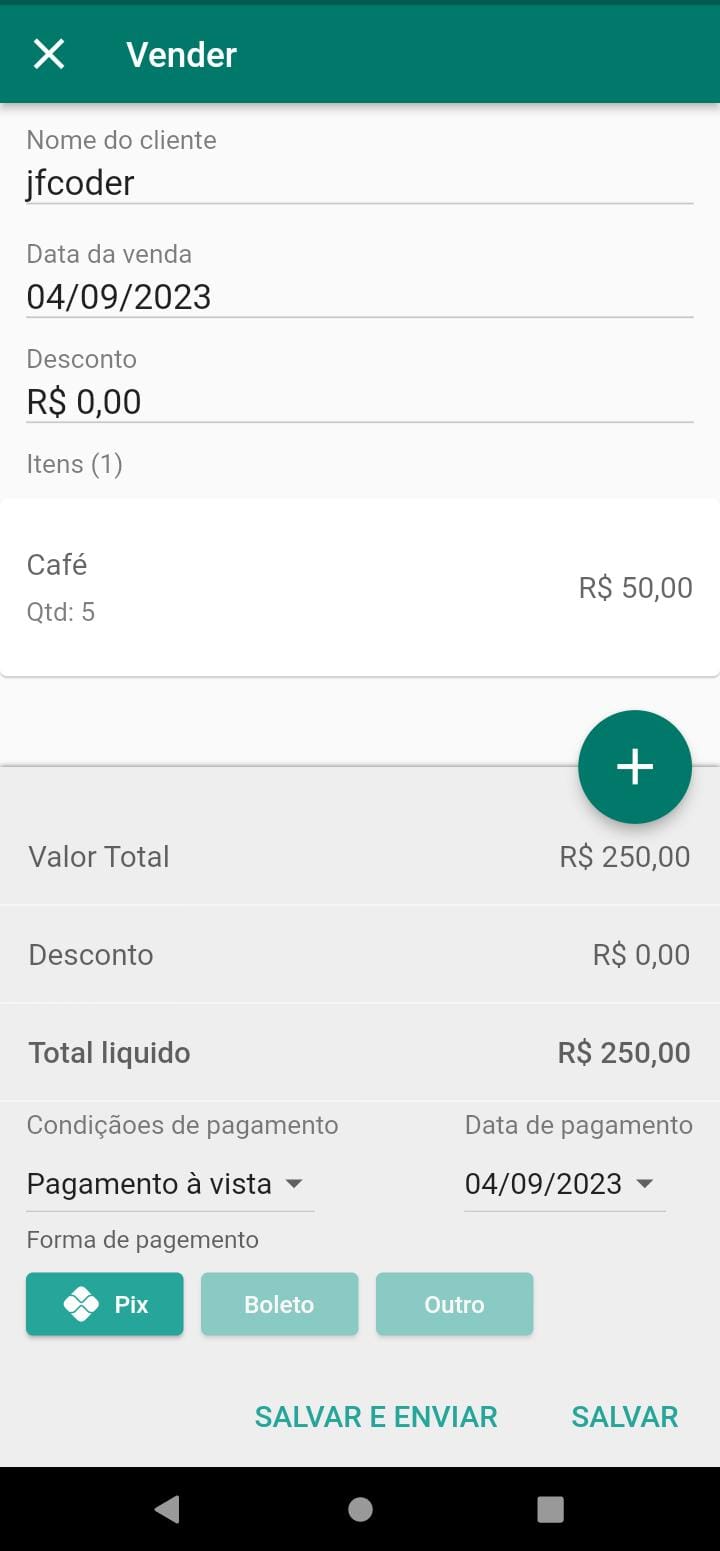 Vender
Nome do cliente
jfcoder
Data da venda
04/09/2023
Desconto
R$ 0,00
Itens (1)
Café
R$ 50,00
Qtd: 5
Valor Total R$ 250,00
Desconto R$ 0,00
Total liquido R$ 250,00
Condiçãoes de pagamento Data de pagamento
Pagamento à vista 04/09/2023
Forma de pagemento
Pix Boleto Outro
SALVAR E ENVIAR SALVAR